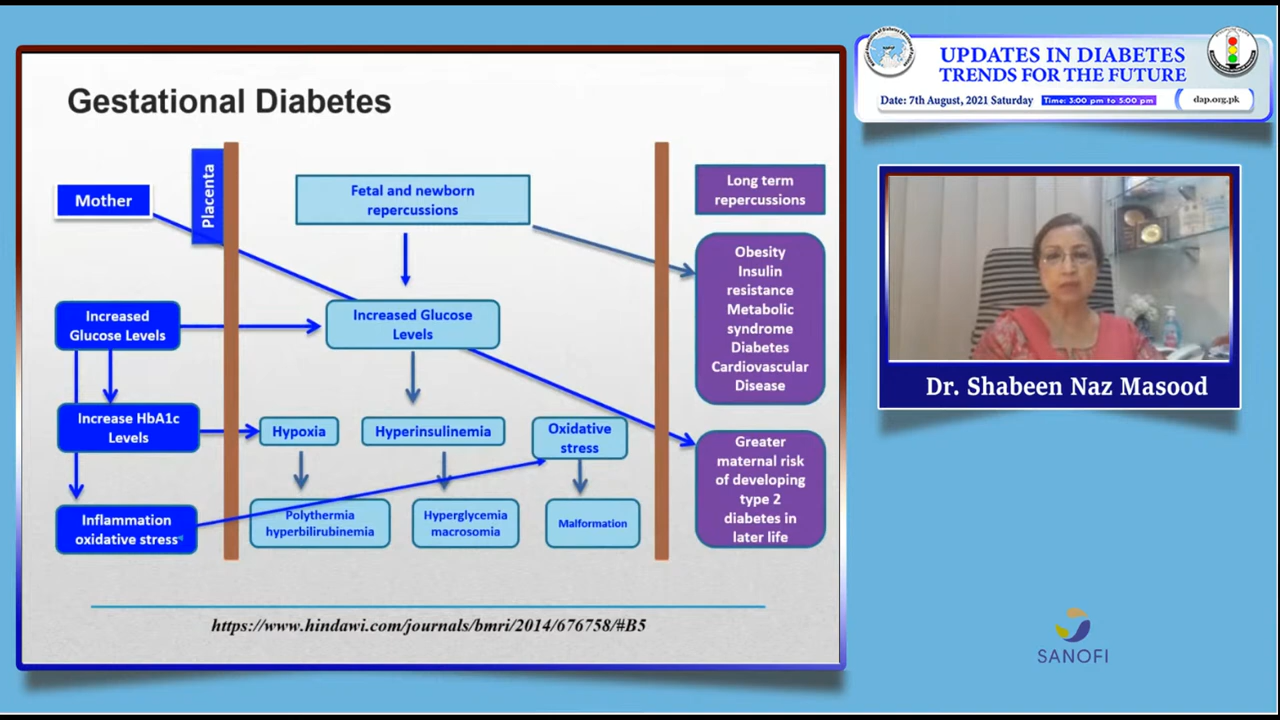 Gestational Diabetes
Mother
Placenta
Fetal and newborn
repercussions
Long term
repercussions
Obesity
Insulin
resistance
Metabolic
syndrome
Diabetes
Cardiovascular
Disease
Increased
Glucose Levels
Increased Glucose
Levels
Increase HbA1c
Levels
Hypoxia
Hyperinsulinemia
Oxidative
stress
Greater
maternal risk
of developing
type 2
diabetes in
later life
Inflammation
oxidative stress
Polythermia
hyperbilirubinemia
Hyperglycemia
macrosomia
Malformation
https://www.hindawi.com/journals/bmri/2014/676758/#B5
UPDATES IN DIABETES
TRENDS FOR THE FUTURE
Date: 7th August, 2021 Saturday
Time: 3:00 pm to 5:00 pm
dap.org.pk
Dr. Shabeen Naz Masood
SANOFI